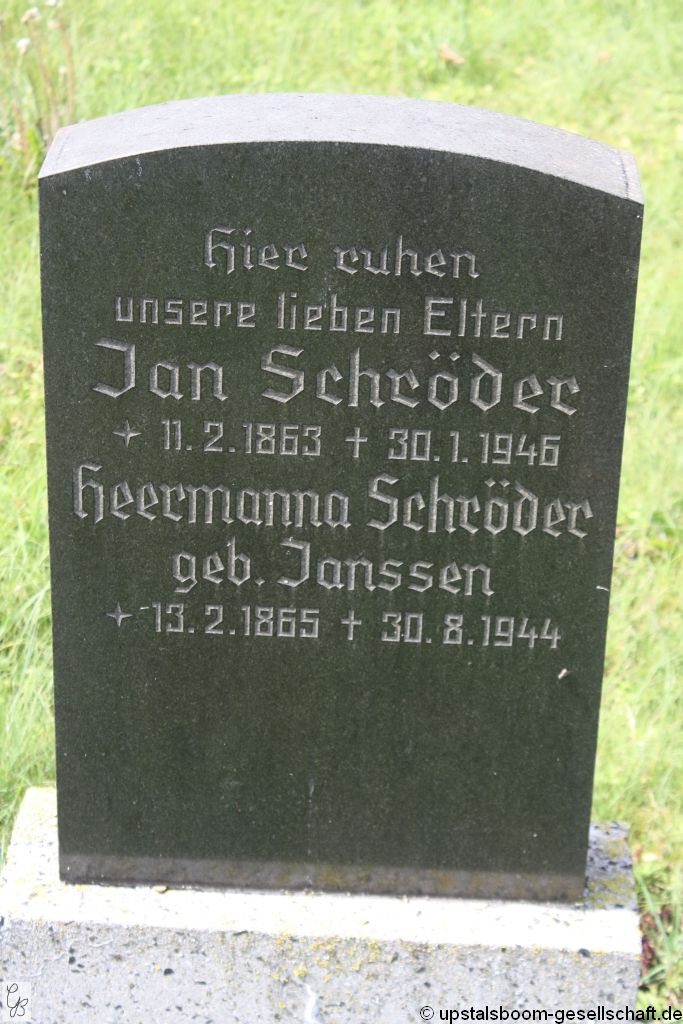 Hier ruhen
unsere lieben Eltern
Jan Schröder
11.2.1863 † 30.1.1946
Heermanna Schröder
geb. Janssen
13.2.1865 † 30.8.1944
GB
© upstalsboom-gesellschaft.de